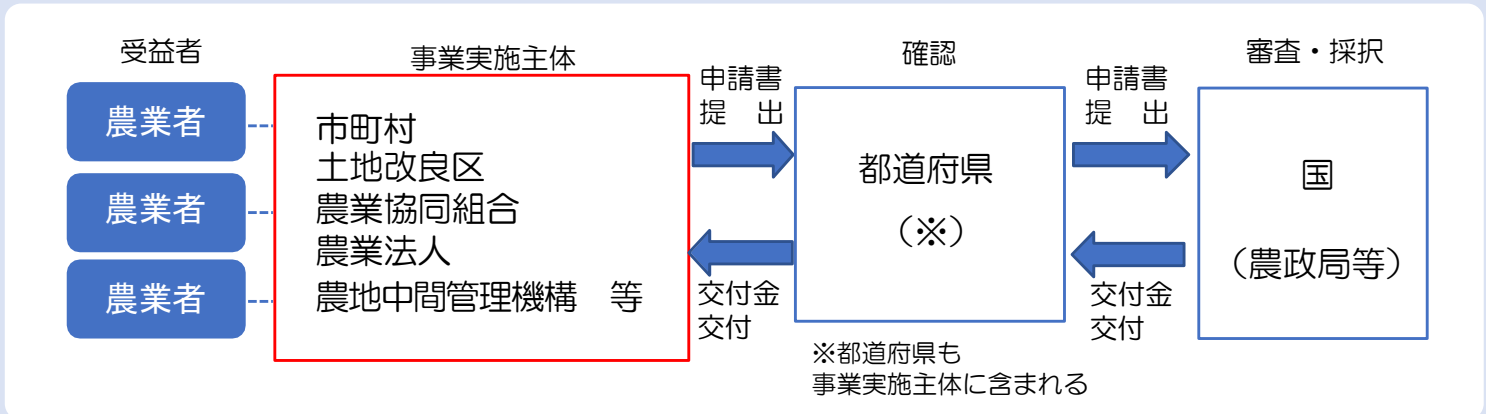 受益者
農業者
農業者
農業者
事業実施主体
市町村
土地改良区
農業協同組合
農業法人
農地中間管理機構　等
申請書
提　出
交付金
交付
確認
都道府県
（※）
※都道府県も
事業実施主体に含まれる
申請書
提　出
交付金
交付
審査・採択
国
（農政局等）